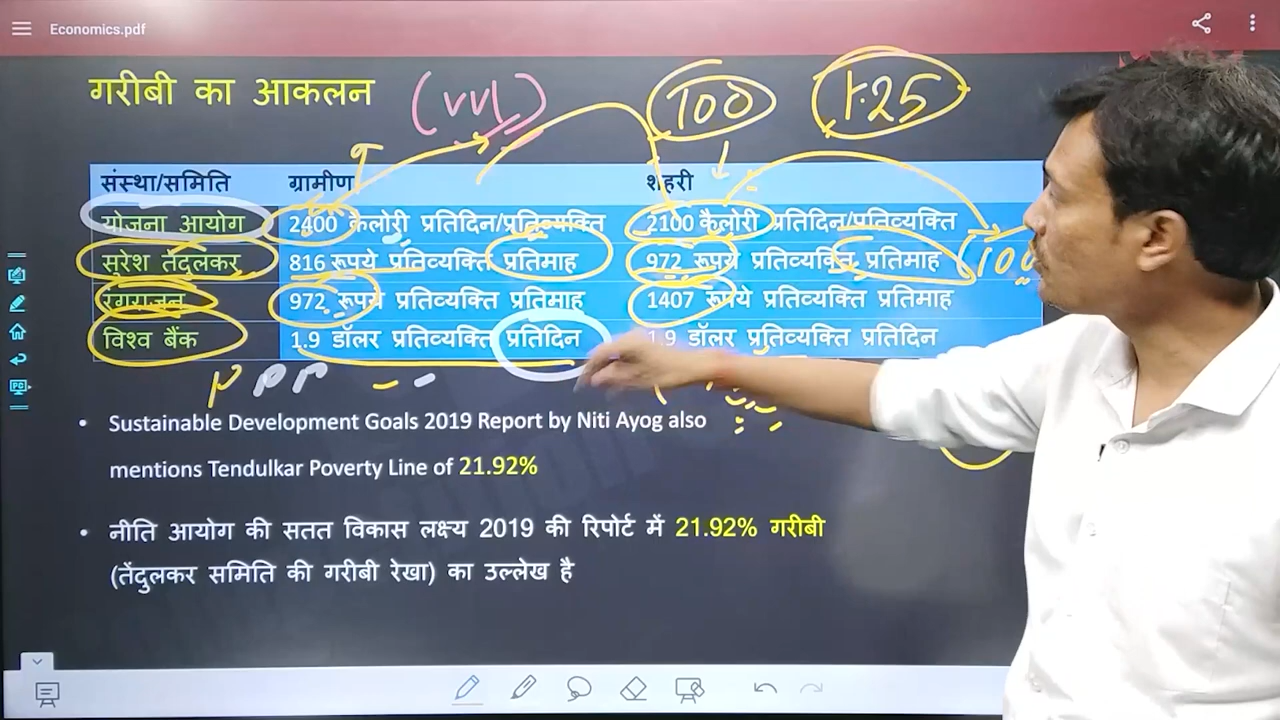 Economics.pdf
गरीबी का आकलन (VVI) 100 1.25
संस्था/समिति ग्रामीण शहरी
योजना आयोग 2400 कैलोरी प्रतिदिन/प्रतिव्यक्ति 2100 कैलोरी प्रतिदिन/प्रतिव्यक्ति
सुरेश तेंदुलकर 816 रूपये प्रतिव्यक्ति प्रतिमाह 972 रूपये प्रतिव्यक्ति प्रतिमाह
रंगराजन 972 रूपये प्रतिव्यक्ति प्रतिमाह 1407 रूपये प्रतिव्यक्ति प्रतिमाह
विश्व बैंक 1.9 डॉलर प्रतिव्यक्ति प्रतिदिन 1.9 डॉलर प्रतिव्यक्ति प्रतिदिन
P P P
• Sustainable Development Goals 2019 Report by Niti Ayog also
mentions Tendulkar Poverty Line of 21.92%
• नीति आयोग की सतत विकास लक्ष्य 2019 की रिपोर्ट में 21.92% गरीबी
(तेंदुलकर समिति की गरीबी रेखा) का उल्लेख है